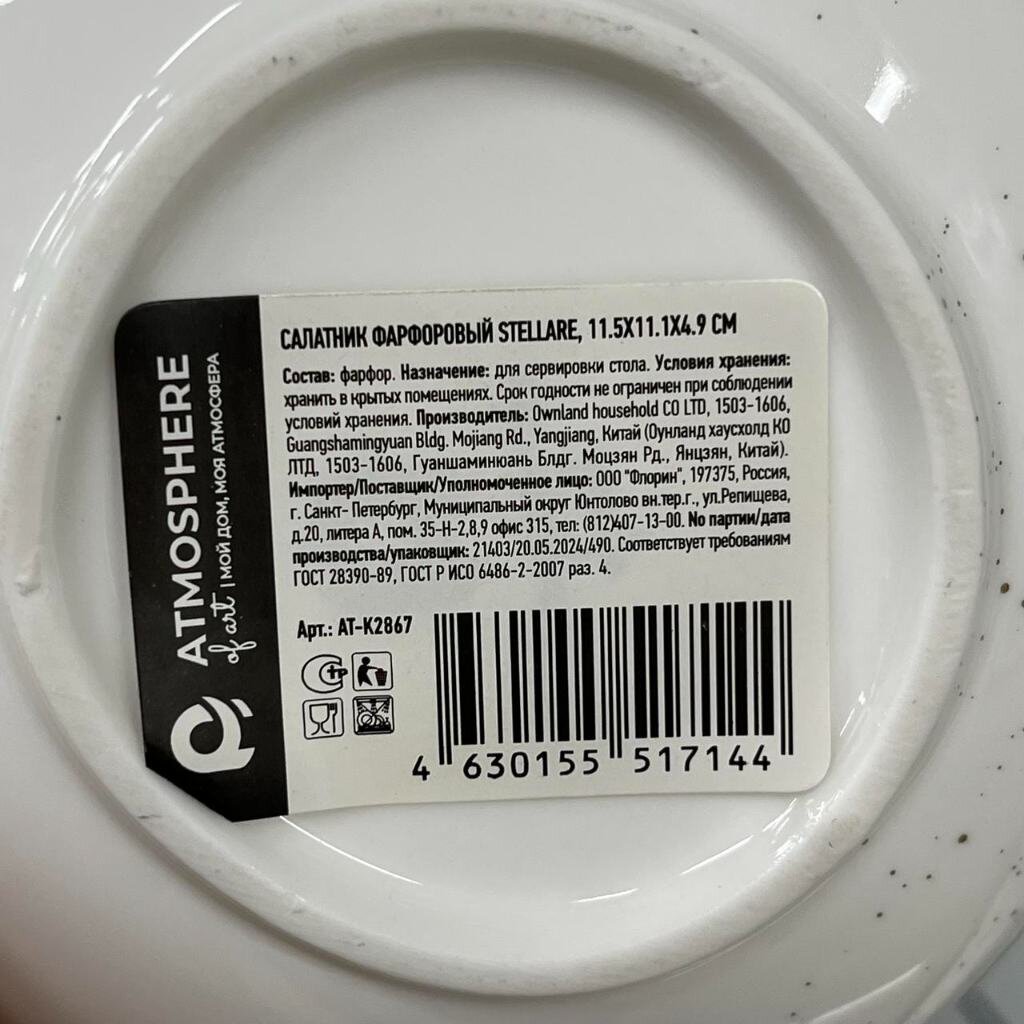 ATMOSPHERE
of art | МОЙ ДОМ, МОЯ АТМОСФЕРА
САЛАТНИК ФАРФОРОВЫЙ STELLARE, 11.5X11.1X4.9 СМ
Состав: фарфор. Назначение: для сервировки стола. Условия хранения:
хранить в крытых помещениях. Срок годности не ограничен при соблюдении
условий хранения. Производитель: Ownland household CO LTD, 1503-1606,
Guangshamingyuan Bldg. Mojiang Rd., Yangjiang, Китай (Оунланд хаусхолд КО
ЛТД, 1503-1606, Гуаншаминюань Блдг. Моцзян Рд., Янцзян, Китай).
Импортер/Поставщик/Уполномоченное лицо: ООО "Флорин", 197375, Россия,
г. Санкт- Петербург, Муниципальный округ Юнтолово вн.тер.г., ул.Репищева,
д.20, литера А, пом. 35-Н-2,8,9 офис 315, тел: (812)407-13-00. No партии/дата
производства/упаковщик: 21403/20.05.2024/490. Соответствует требованиям
ГОСТ 28390-89, ГОСТ Р ИСО 6486-2-2007 раз. 4.
Арт.: AT-K2867
4 630155 517144